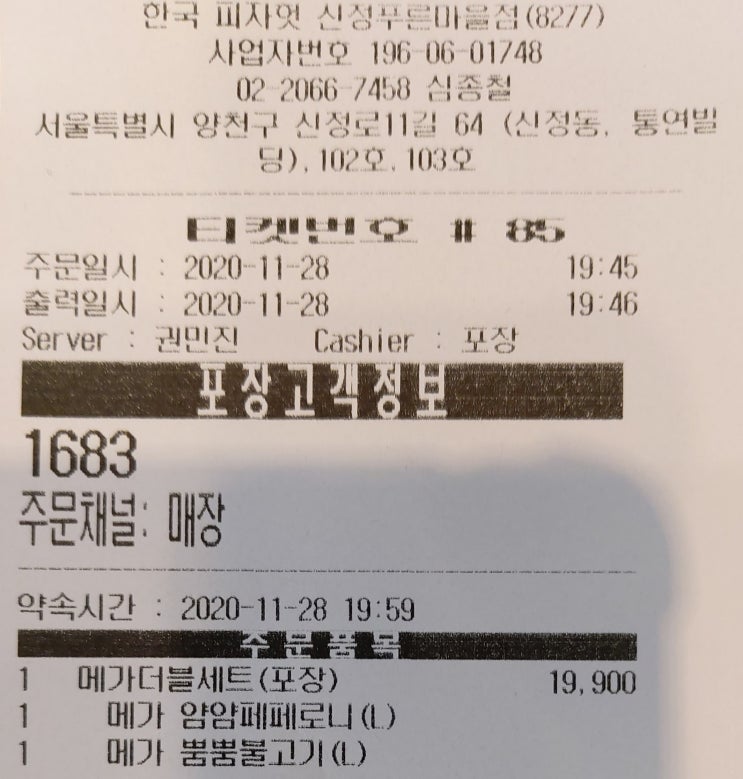 한국 피자헛 신정푸른마을점(8277)
사업자번호 196-06-01748
02-2066-7458 심종철
서울특별시 양천구 신정로11길 64 (신정동, 통연빌
딩),102호,103호
티켓번호 # 85
주문일시 : 2020-11-28 19:45
출력일시 : 2020-11-28 19:46
Server : 권민진 Cashier : 포장
포장고객정보
1683
주문채널: 매장
약속시간 : 2020-11-28 19:59
주문품목
1 메가더블세트(포장) 19,900
1 메가 얌얌페페로니(L)
1 메가 뿜뿜불고기(L)